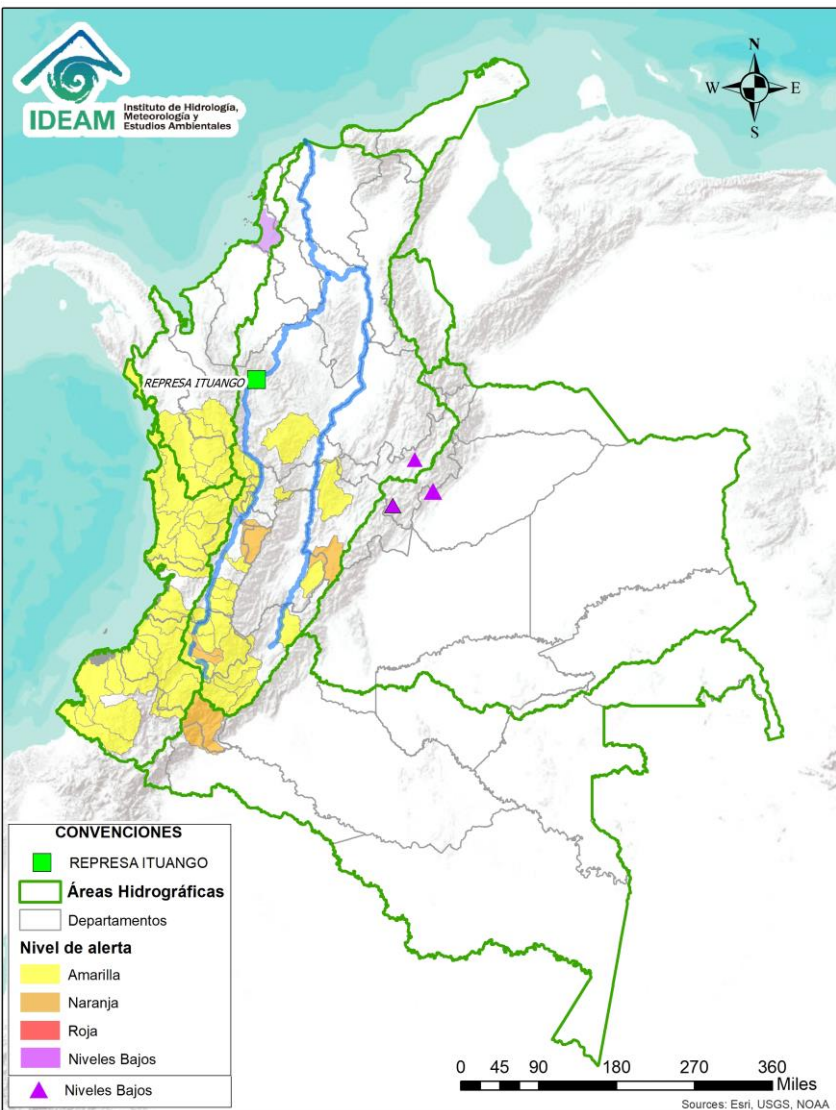 IDEAM
Instituto de Hidrología,
Meteorología y
Estudios Ambientales
N
W
E
S
REPRESA ITUANGO
CONVENCIONES
REPRESA ITUANGO
Áreas Hidrográficas
Departamentos
Nivel de alerta
Amarilla
Naranja
Roja
Niveles Bajos
Niveles Bajos
0 45 90 180 270 360
Miles
Sources: Esri, USGS, NOAA